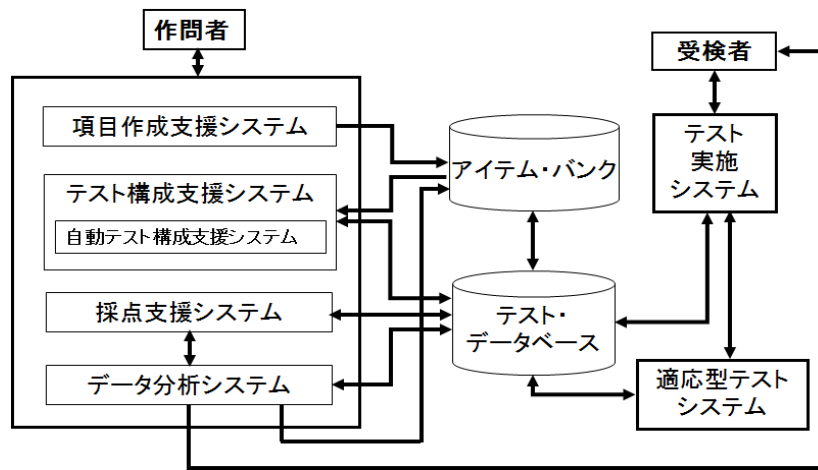 作問者
受検者
項目作成支援システム
テスト構成支援システム
自動テスト構成支援システム
採点支援システム
データ分析システム
アイテム・バンク
テスト・
データベース
テスト
実施
システム
適応型テスト
システム